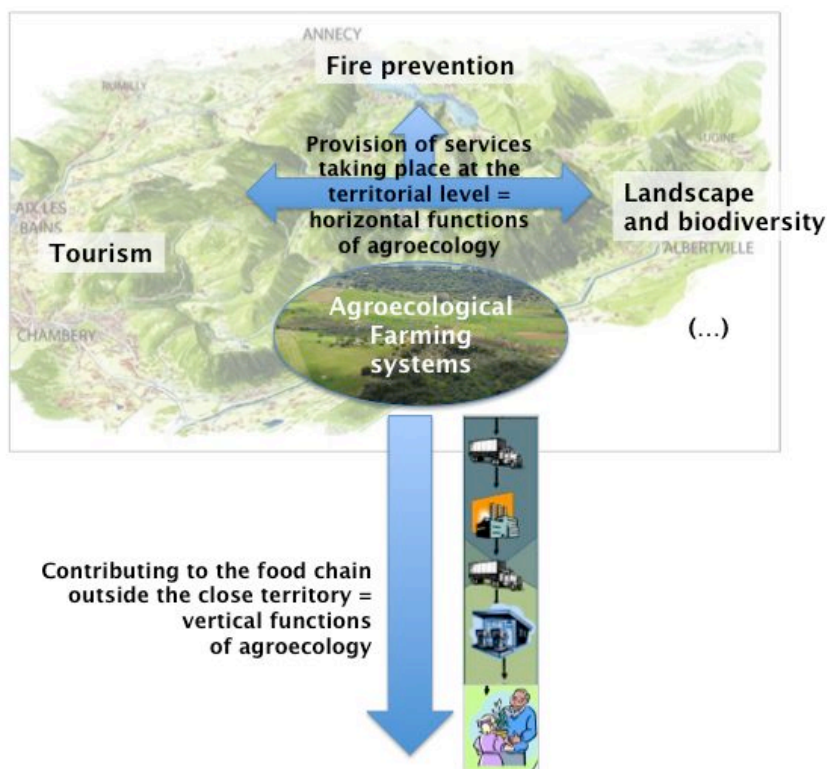 ANNECY
Fire prevention
RUMILLY
Provision of services
taking place at the
territorial level =
horizontal functions
of agroecology
UGINE
Landscape
and biodiversity
AIX LES
BAINS
Tourism
ALBERTVILLE
Agroecological
Farming
systems
CHAMBERY
(...)
Contributing to the food chain
outside the close territory =
vertical functions
of agroecology